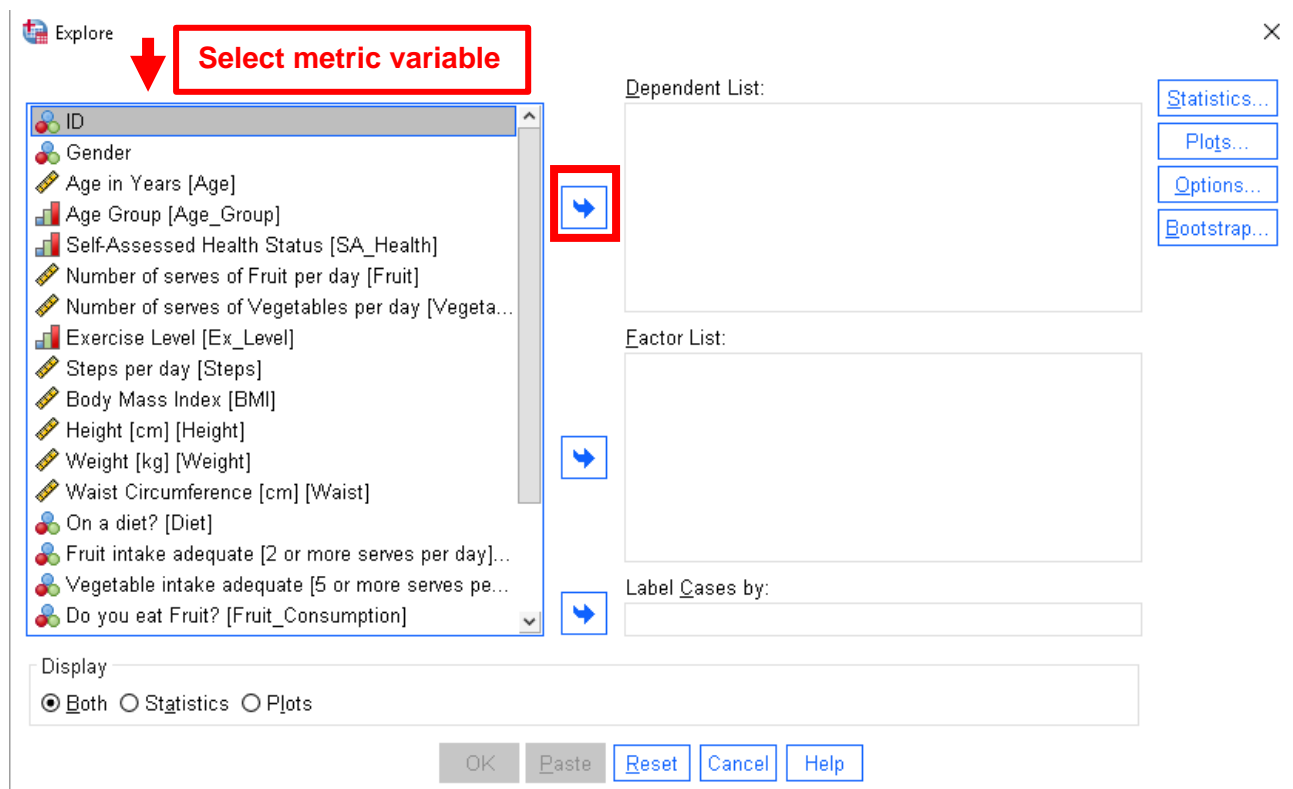 Explore
Select metric variable
ID
Gender
Age in Years [Age]
Age Group [Age_Group]
Self-Assessed Health Status [SA_Health]
Number of serves of Fruit per day [Fruit]
Number of serves of Vegetables per day [Vegeta...
Exercise Level [Ex_Level]
Steps per day [Steps]
Body Mass Index [BMI]
Height [cm] [Height]
Weight [kg] [Weight]
Waist Circumference [cm] [Waist]
On a diet? [Diet]
Fruit intake adequate [2 or more serves per day]...
Vegetable intake adequate [5 or more serves pe...
Do you eat Fruit? [Fruit_Consumption]
Dependent List:
Factor List:
Label Cases by:
Statistics...
Plots...
Options...
Bootstrap...
Display
Both Statistics Plots
OK Paste Reset Cancel Help